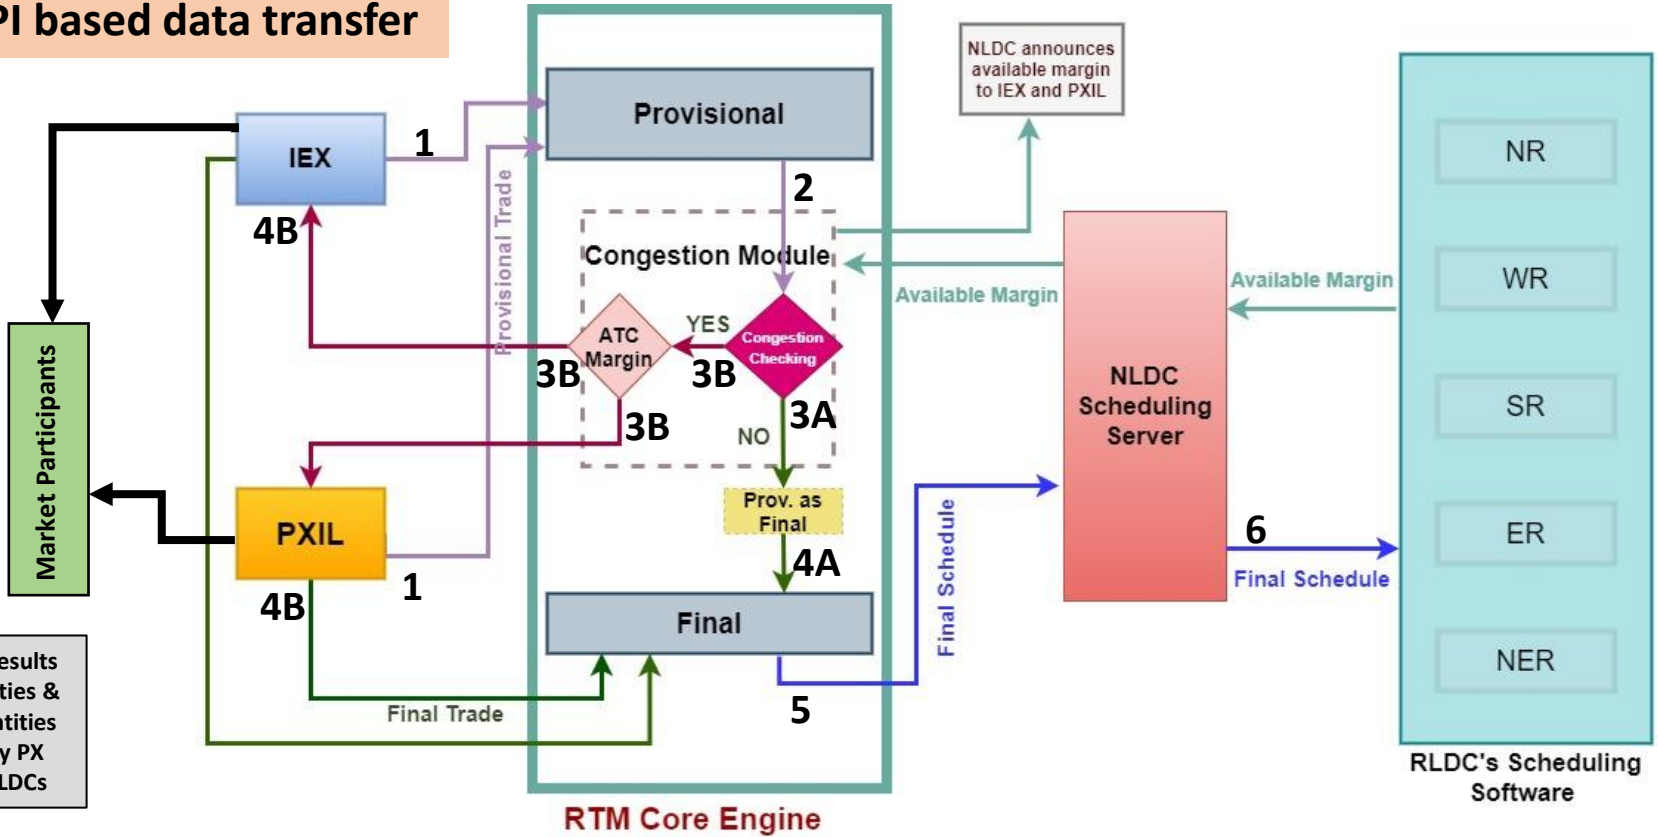 PI based data transfer
NLDC announces
available margin
to IEX and PXIL
Provisional
IEX
1
NR
2
Provisional Trade
4B
Congestion Module
WR
Available Margin
Available Margin
YES
ATC
Margin
Congestion
Checking
3B
3B
3B
3A
NO
NLDC
Scheduling
Server
SR
Market Participants
Prov. as
Final
PXIL
Final Schedule
6
ER
Final Schedule
4A
1
4B
Final
NER
esults
ties &
ntities
y PX
LDCs
Final Trade
5
RLDC's Scheduling
Software
RTM Core Engine